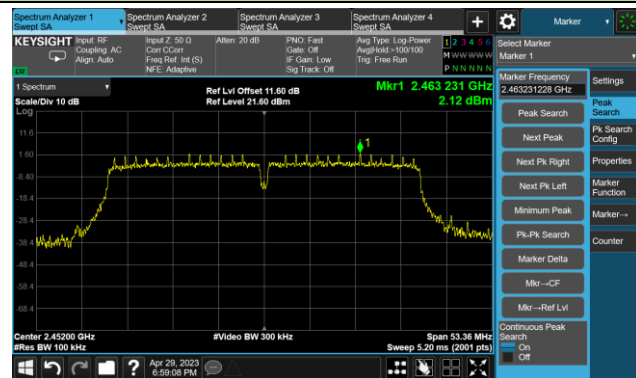 Spectrum Analyzer 1
Swept SA
Spectrum Analyzer 2
Swept SA
Spectrum Analyzer 3
Swept SA
Spectrum Analyzer 4
Swept SA
Marker
KEYSIGHT
Input: RF
Coupling: AC
Align: Auto
Input Z: 50 Ω
Corr CCorr
Freq Ref: Int (S)
NFE: Adaptive
Atten: 20 dB
PNO: Fast
Gate: Off
IF Gain: Low
Sig Track: Off
Avg Type: Log-Power
Avg|Hold:>100/100
Trig: Free Run
1 2 3 4 5 6
M W W W W W
P N N N N N
Select Marker
Marker 1
1 Spectrum
Scale/Div 10 dB
Log
Ref Lvl Offset 11.60 dB
Ref Level 21.60 dBm
Mkr1 2.463 231 GHz
2.12 dBm
1
11.6
1.60
-8.40
-18.4
-28.4
-38.4
-48.4
-58.4
-68.4
Center 2.45200 GHz
#Res BW 100 kHz
#Video BW 300 kHz
Span 53.36 MHz
Sweep 5.20 ms (2001 pts)
Marker Frequency
2.463231228 GHz
Peak Search
Next Peak
Next Pk Right
Next Pk Left
Minimum Peak
Pk-Pk Search
Marker Delta
Mkr→CF
Mkr→Ref Lvl
Continuous Peak
Search
On
Off
Settings
Peak
Search
Pk Search
Config
Properties
Marker
Function
Marker→
Counter
Apr 29, 2023
6:59:08 PM